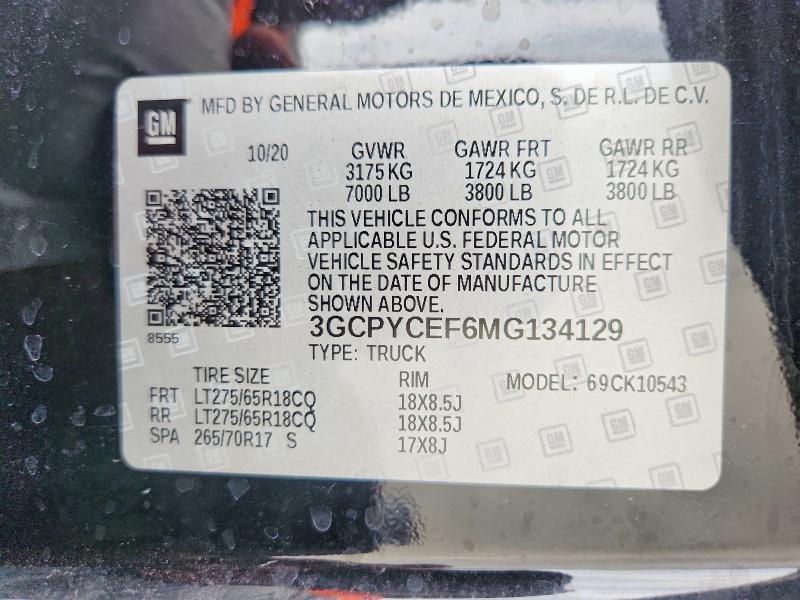 GM MFD BY GENERAL MOTORS DE MEXICO, S. DE R.L. DE C.V.
10/20 GVWR GAWR FRT GAWR RR
3175 KG 1724 KG 1724 KG
7000 LB 3800 LB 3800 LB
THIS VEHICLE CONFORMS TO ALL
APPLICABLE U.S. FEDERAL MOTOR
VEHICLE SAFETY STANDARDS IN EFFECT
ON THE DATE OF MANUFACTURE
SHOWN ABOVE.
8555
3GCPYCEF6MG134129
TYPE: TRUCK
TIRE SIZE RIM MODEL: 69CK10543
FRT LT275/65R18CQ 18X8.5J
RR LT275/65R18CQ 18X8.5J
SPA 265/70R17 S 17X8J